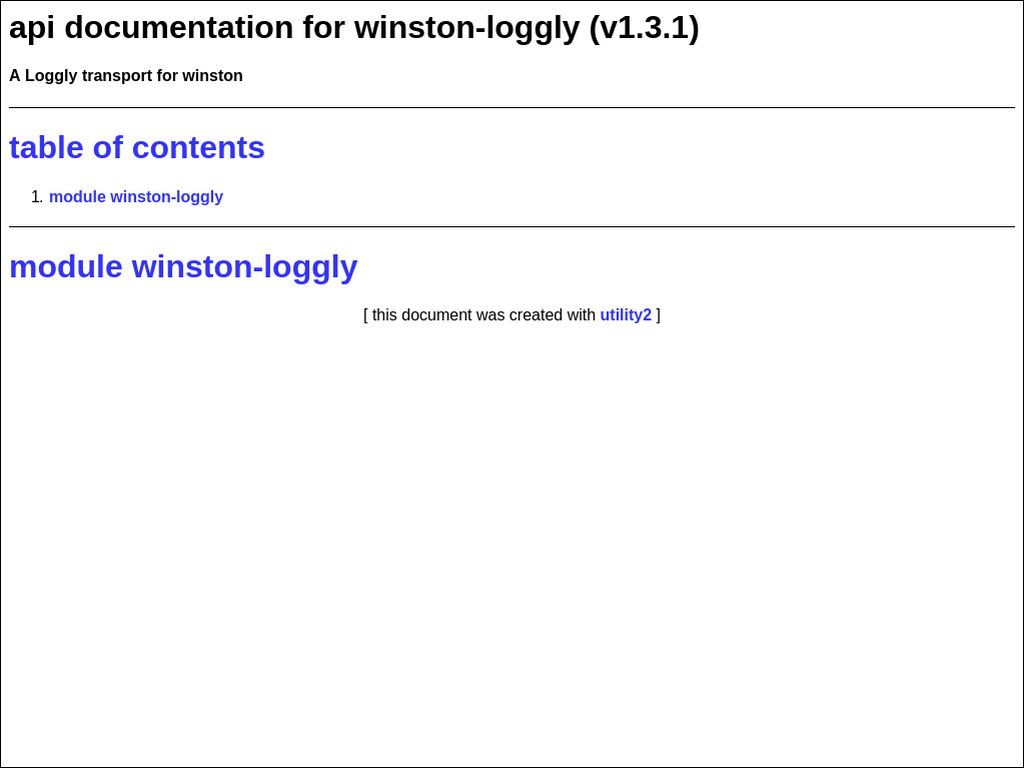 api documentation for winston-loggly (v1.3.1)
A Loggly transport for winston
table of contents
1. module winston-loggly
module winston-loggly
[ this document was created with utility2 ]